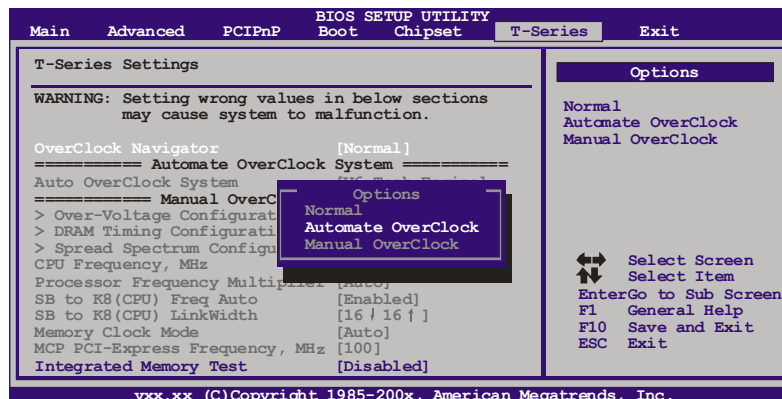 BIOS SETUP UTILITY
Main Advanced PCIPnP Boot Chipset T-Series Exit
T-Series Settings
WARNING: Setting wrong values in below sections
may cause system to malfunction.
OverClock Navigator [Normal]
=========== Automate OverClock System ===========
Auto OverClock System
============ Manual OverC
> Over-Voltage Configurat
> DRAM Timing Configurati
> Spread Spectrum Configu
CPU Frequency, MHz
Processor Frequency Multiplier [Auto]
SB to K8(CPU) Freq Auto [Enabled]
SB to K8(CPU) LinkWidth [16↓16↑]
Memory Clock Mode [Auto]
MCP PCI-Express Frequency, MHz [100]
Integrated Memory Test [Disabled]
Options
Normal
Automate OverClock
Manual OverClock
Options
Normal
Automate OverClock
Manual OverClock
Select Screen
Select Item
Enter Go to Sub Screen
F1 General Help
F10 Save and Exit
ESC Exit
vxx.xx (C)Copyright 1985-200x, American Megatrends, Inc.